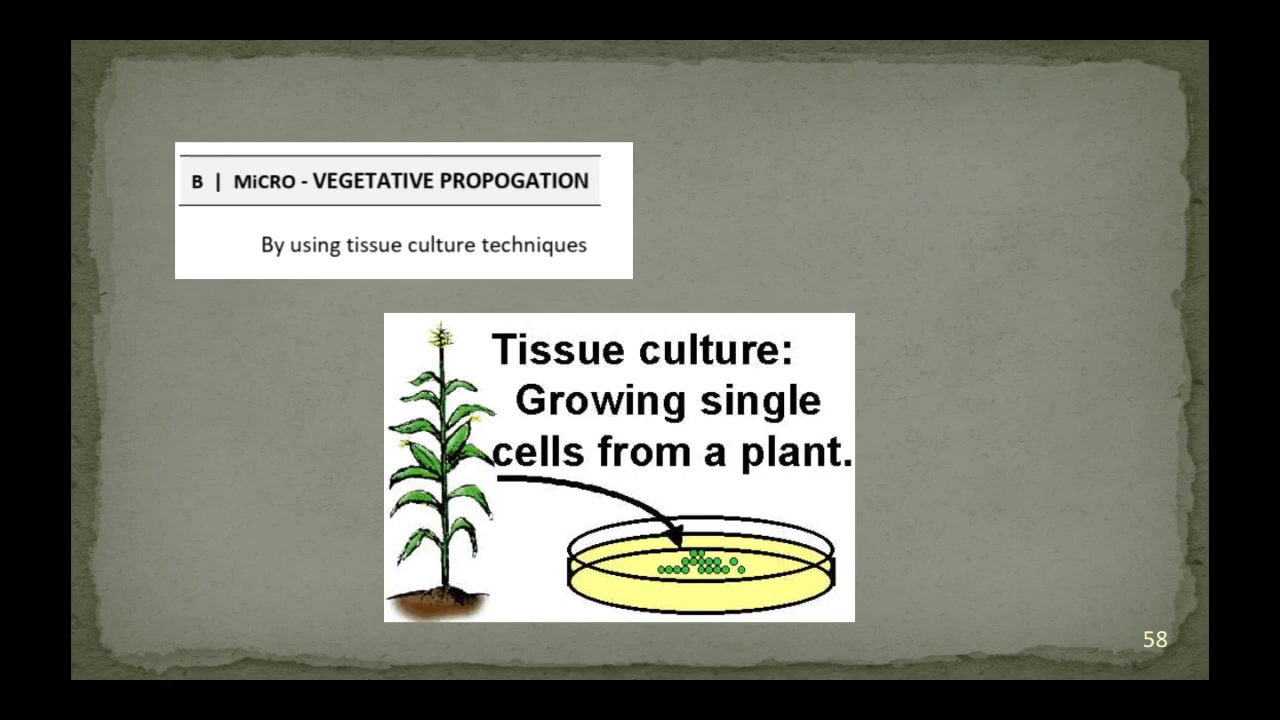 B | MiCRO - VEGETATIVE PROPOGATION
By using tissue culture techniques
Tissue culture:
Growing single
cells from a plant.
58